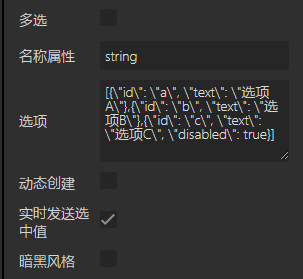 多选
名称属性 string
选项
[{\"id\": \"a\", \"text\": \"选项
A\"},{\"id\": \"b\", \"text\": \"选
项B\"},{\"id\": \"c\", \"text\":
\"选项C\", \"disabled\": true}]
动态创建
实时发送选
中值
暗黑风格